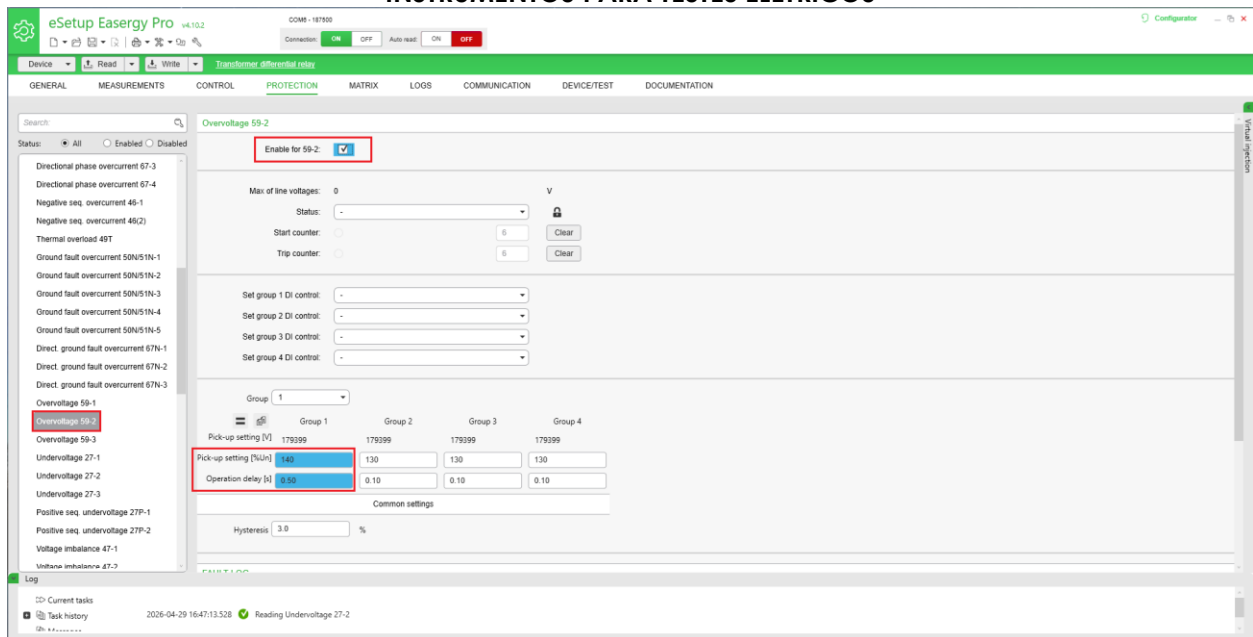 INSTRUMENTOS PARA TESTES ELÉTRICOS
eSetup Easergy Pro v4.10.2
COM6 - 187500
Configurator
Connection: ON OFF Auto read: ON OFF
Device Read Write Transformer differential relay
GENERAL MEASUREMENTS CONTROL PROTECTION MATRIX LOGS COMMUNICATION DEVICE/TEST DOCUMENTATION
Search:
Status: All Enabled Disabled
Directional phase overcurrent 67-3
Directional phase overcurrent 67-4
Negative seq. overcurrent 46-1
Negative seq. overcurrent 46(2)
Thermal overload 49T
Ground fault overcurrent 50N/51N-1
Ground fault overcurrent 50N/51N-2
Ground fault overcurrent 50N/51N-3
Ground fault overcurrent 50N/51N-4
Ground fault overcurrent 50N/51N-5
Direct. ground fault overcurrent 67N-1
Direct. ground fault overcurrent 67N-2
Direct. ground fault overcurrent 67N-3
Overvoltage 59-1
Overvoltage 59-2
Overvoltage 59-3
Undervoltage 27-1
Undervoltage 27-2
Undervoltage 27-3
Positive seq. undervoltage 27P-1
Positive seq. undervoltage 27P-2
Voltage imbalance 47-1
Voltage imbalance 47-2
Overvoltage 59-2
Enable for 59-2:
Max of line voltages: 0 V
Status: -
Start counter: 6 Clear
Trip counter: 6 Clear
Set group 1 DI control: -
Set group 2 DI control: -
Set group 3 DI control: -
Set group 4 DI control: -
Group 1
Group 1 Group 2 Group 3 Group 4
Pick-up setting [V] 179399 179399 179399 179399
Pick-up setting [%Un] 140 130 130 130
Operation delay [s] 0.50 0.10 0.10 0.10
Common settings
Hysteresis 3.0 %
FAULT LOG
Virtual injection
Log
Current tasks
Task history 2026-04-29 16:47:13.528 Reading Undervoltage 27-2
Messages